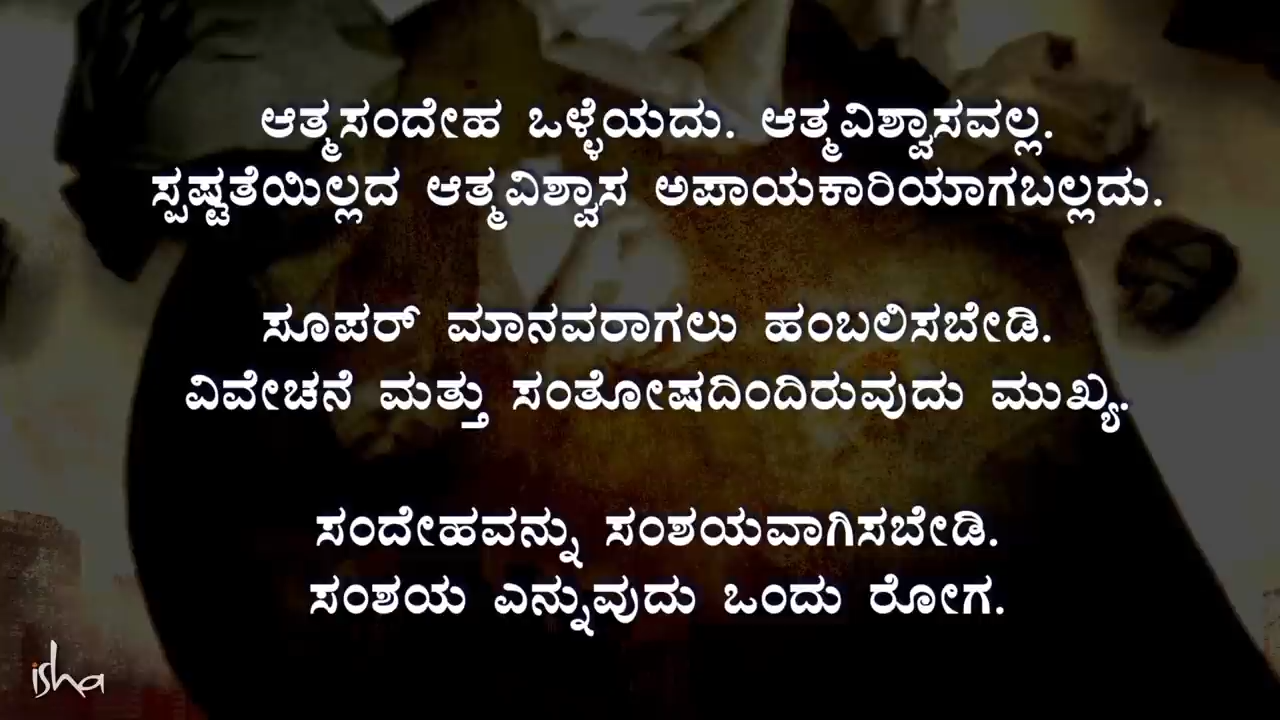 ಆತ್ಮಸಂದೇಹ ಒಳ್ಳೆಯದು. ಆತ್ಮವಿಶ್ವಾಸವಲ್ಲ.
ಸ್ಪಷ್ಟತೆಯಿಲ್ಲದ ಆತ್ಮವಿಶ್ವಾಸ ಅಪಾಯಕಾರಿಯಾಗಬಲ್ಲದು.
ಸೂಪರ್ ಮಾನವರಾಗಲು ಹಂಬಲಿಸಬೇಡಿ.
ವಿವೇಚನೆ ಮತ್ತು ಸಂತೋಷದಿಂದಿರುವುದು ಮುಖ್ಯ.
ಸಂದೇಹವನ್ನು ಸಂಶಯವಾಗಿಸಬೇಡಿ.
ಸಂಶಯ ಎನ್ನುವುದು ಒಂದು ರೋಗ.
isha